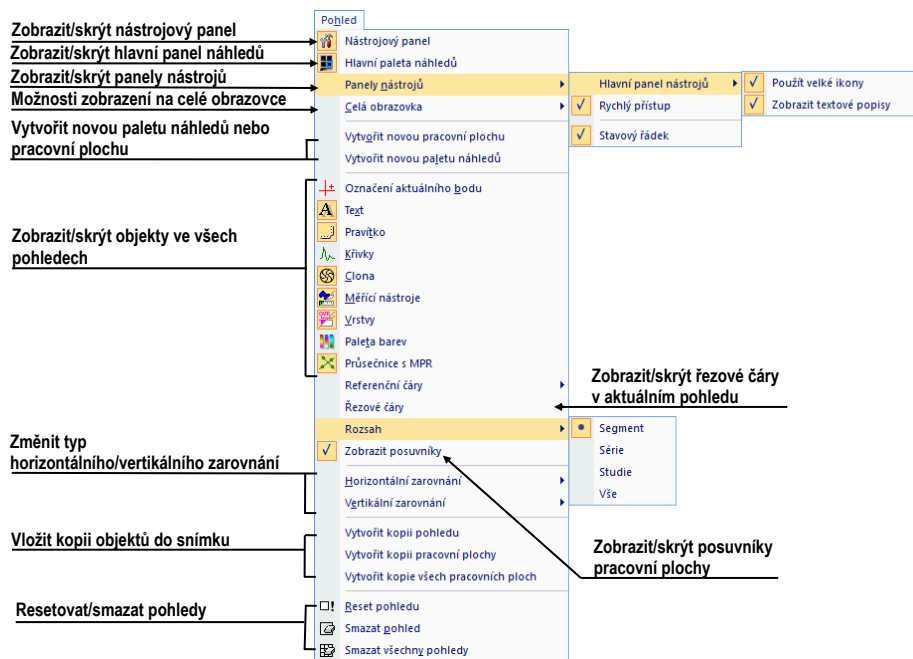 Pohled
Zobrazit/skrýt nástrojový panel
Zobrazit/skrýt hlavní panel náhledů
Zobrazit/skrýt panely nástrojů
Možnosti zobrazení na celé obrazovce
Vytvořit novou paletu náhledů nebo
pracovní plochu
Zobrazit/skrýt objekty ve všech
pohledech
Změnit typ
horizontálního/vertikálního zarovnání
Vložit kopii objektů do snímku
Resetovat/smazat pohledy
Nástrojový panel
Hlavní paleta náhledů
Panely nástrojů
Celá obrazovka
Vytvořit novou pracovní plochu
Vytvořit novou paletu náhledů
Označení aktuálního bodu
Text
Pravítko
Křivky
Clona
Měřící nástroje
Vrstvy
Paleta barev
Průsečnice s MPR
Referenční čáry
Řezové čáry
Rozsah
Zobrazit posuvníky
Horizontální zarovnání
Vertikální zarovnání
Vytvořit kopii pohledu
Vytvořit kopii pracovní plochy
Vytvořit kopie všech pracovních ploch
Reset pohledu
Smazat pohled
Smazat všechny pohledy
Hlavní panel nástrojů
Rychlý přístup
Stavový řádek
Použít velké ikony
Zobrazit textové popisy
Zobrazit/skrýt řezové čáry
v aktuálním pohledu
Segment
Série
Studie
Vše
Zobrazit/skrýt posuvníky
pracovní plochy